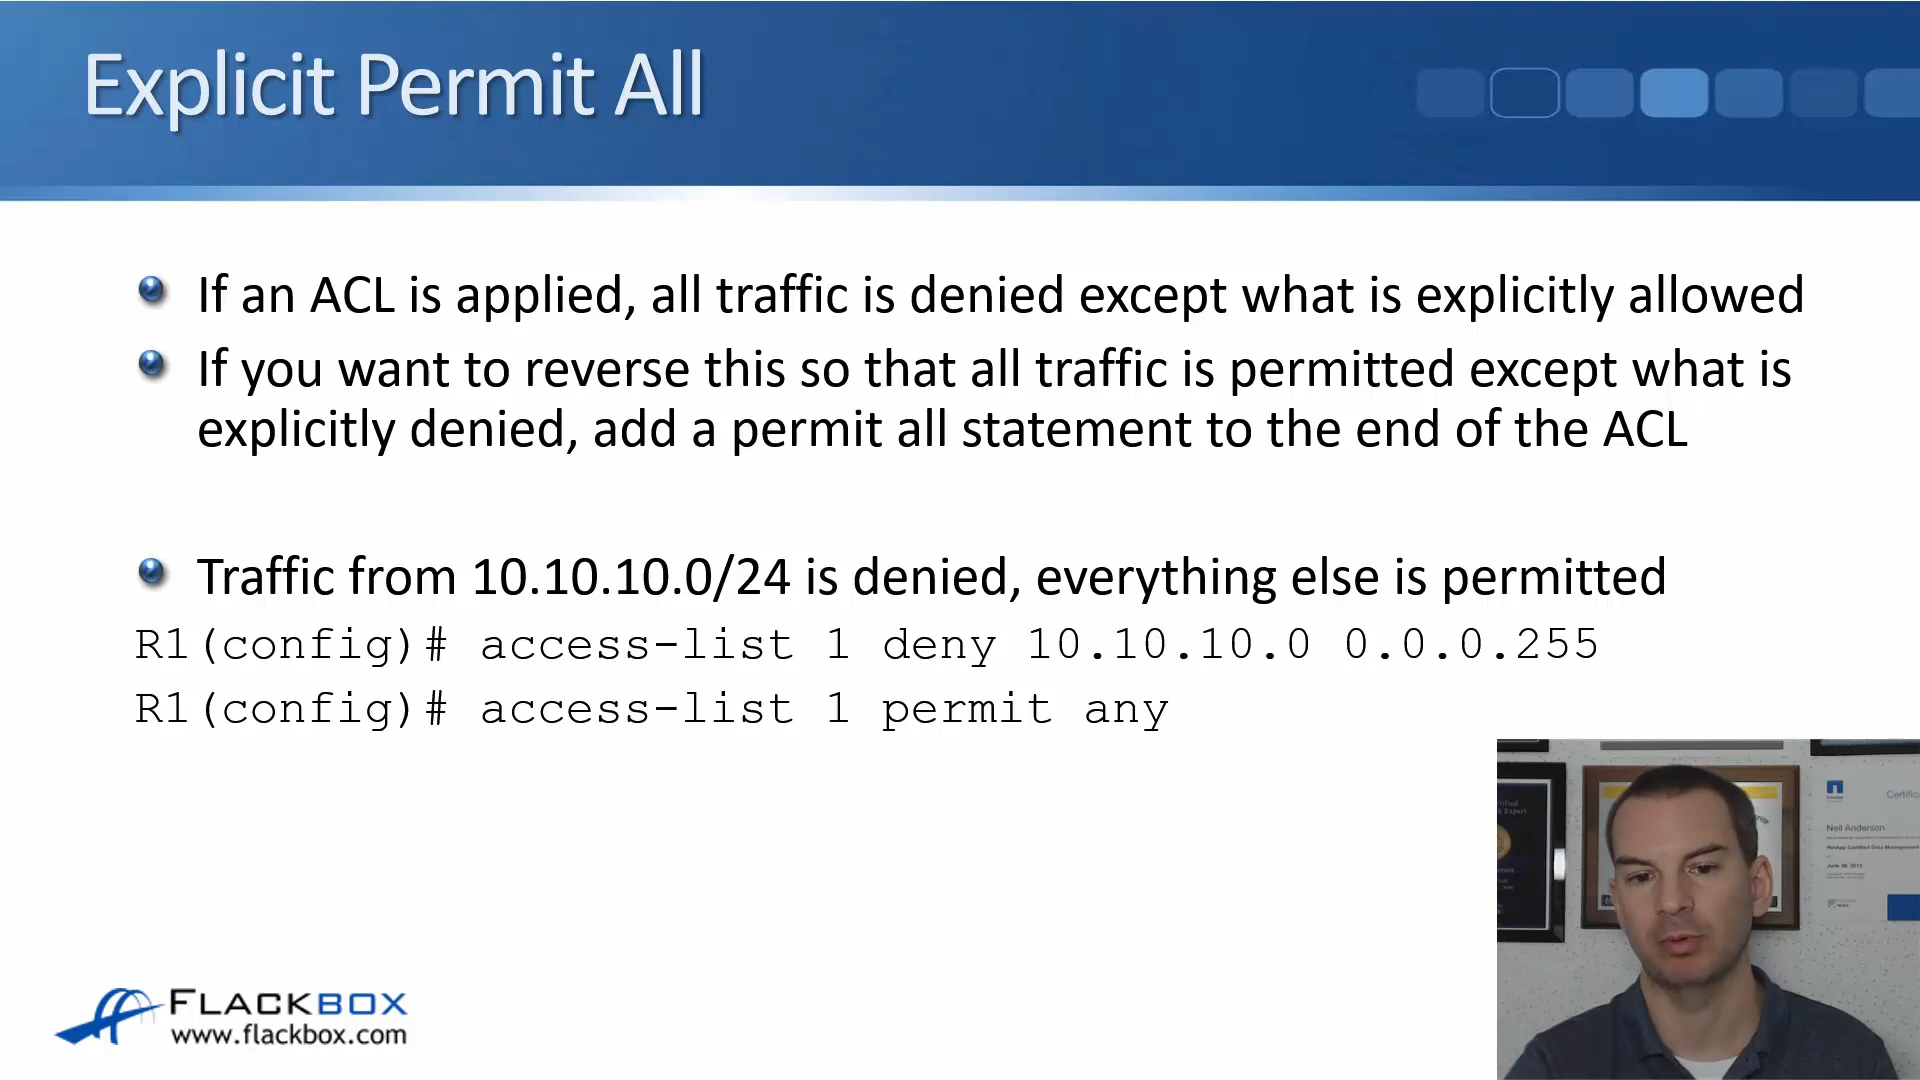 Explicit Permit All
If an ACL is applied, all traffic is denied except what is explicitly allowed
If you want to reverse this so that all traffic is permitted except what is
explicitly denied, add a permit all statement to the end of the ACL
Traffic from 10.10.10.0/24 is denied, everything else is permitted
R1(config)# access-list 1 deny 10.10.10.0 0.0.0.255
R1(config)# access-list 1 permit any
Neil Anderson
FLACKBOX
www.flackbox.com